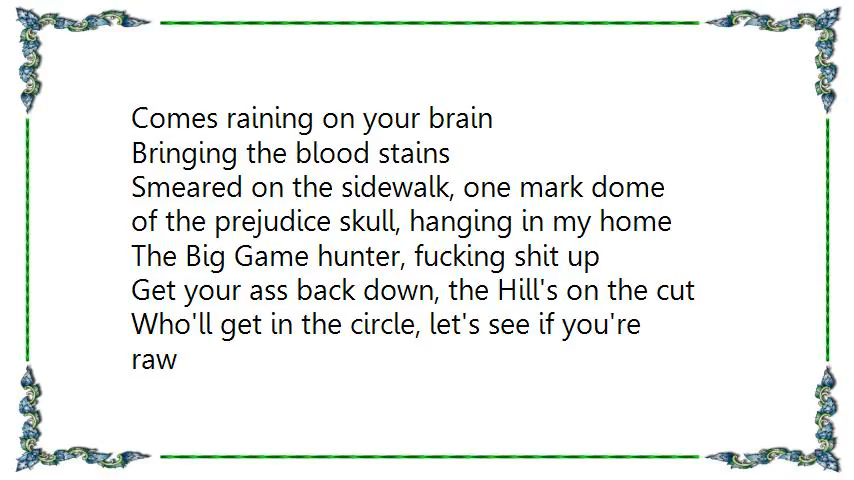 Comes raining on your brain
Bringing the blood stains
Smeared on the sidewalk, one mark dome
of the prejudice skull, hanging in my home
The Big Game hunter, fucking shit up
Get your ass back down, the Hill's on the cut
Who'll get in the circle, let's see if you're
raw